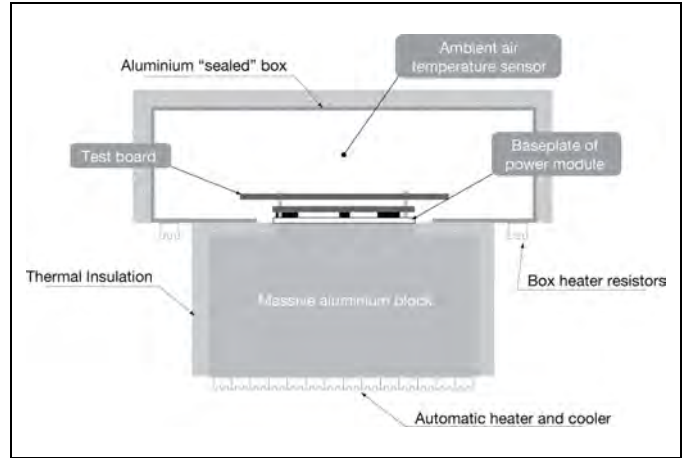 Ambient air
temperature sensor
Aluminium “sealed” box
Test board
Baseplate of
power module
Thermal Insulation
Massive aluminium block
Box heater resistors
Automatic heater and cooler